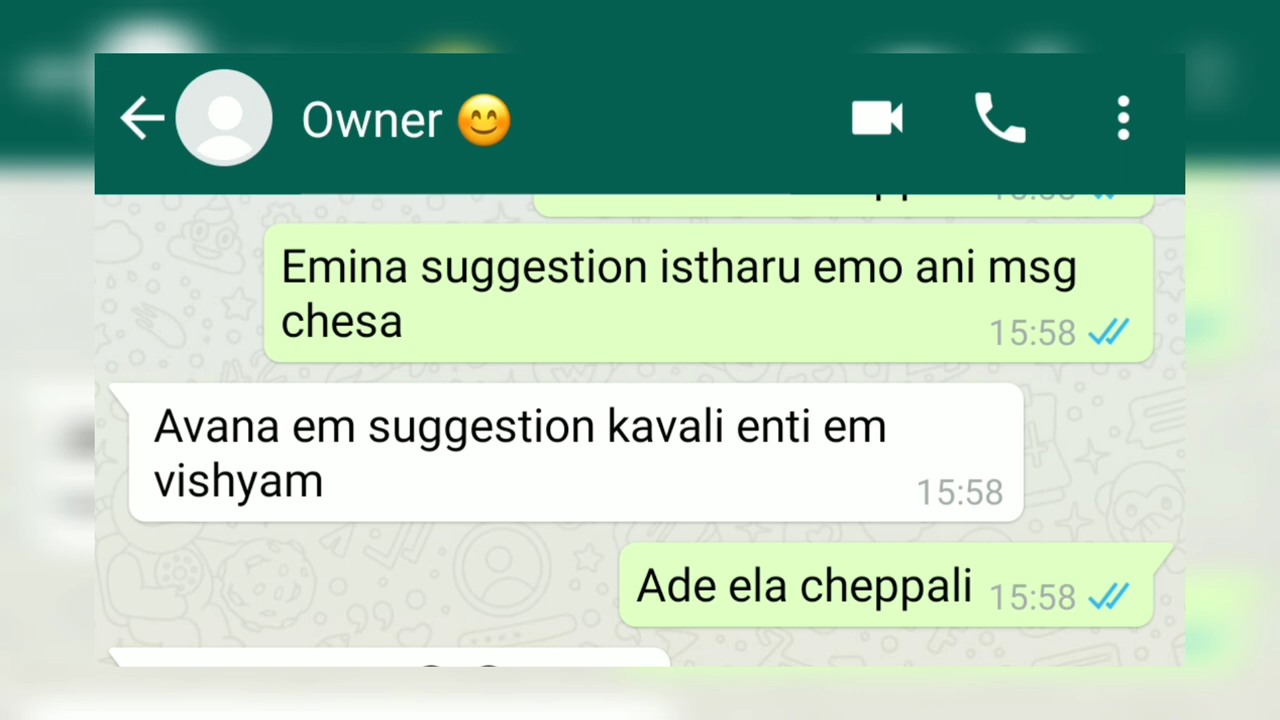 Owner 😊
Emina suggestion istharu emo ani msg
chesa
15:58
Avana em suggestion kavali enti em
vishyam
15:58
Ade ela cheppali 15:58